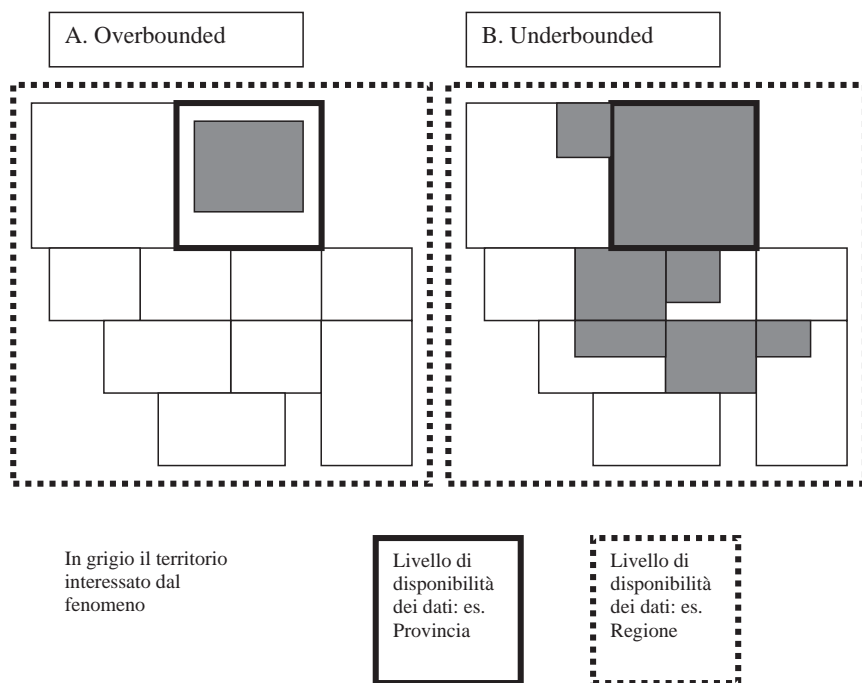 A. Overbounded
B. Underbounded
In grigio il territorio
interessato dal
fenomeno
Livello di
disponibilità
dei dati: es.
Provincia
Livello di
disponibilità
dei dati: es.
Regione